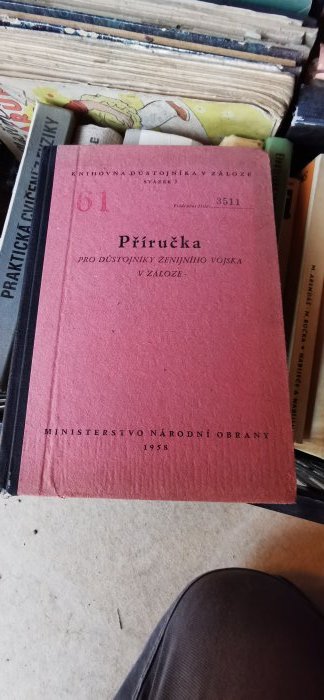 KNIHOVNA DŮSTOJNÍKA V ZÁLOZE
SVAZEK 3
61
3511
Příručka
PRO DŮSTOJNÍKY ŽENIJNÍHO VOJSKA
V ZÁLOZE
MINISTERSTVO NÁRODNÍ OBRANY
1958
PRAKTICKÁ CVIČENÍ Z FYZIKY